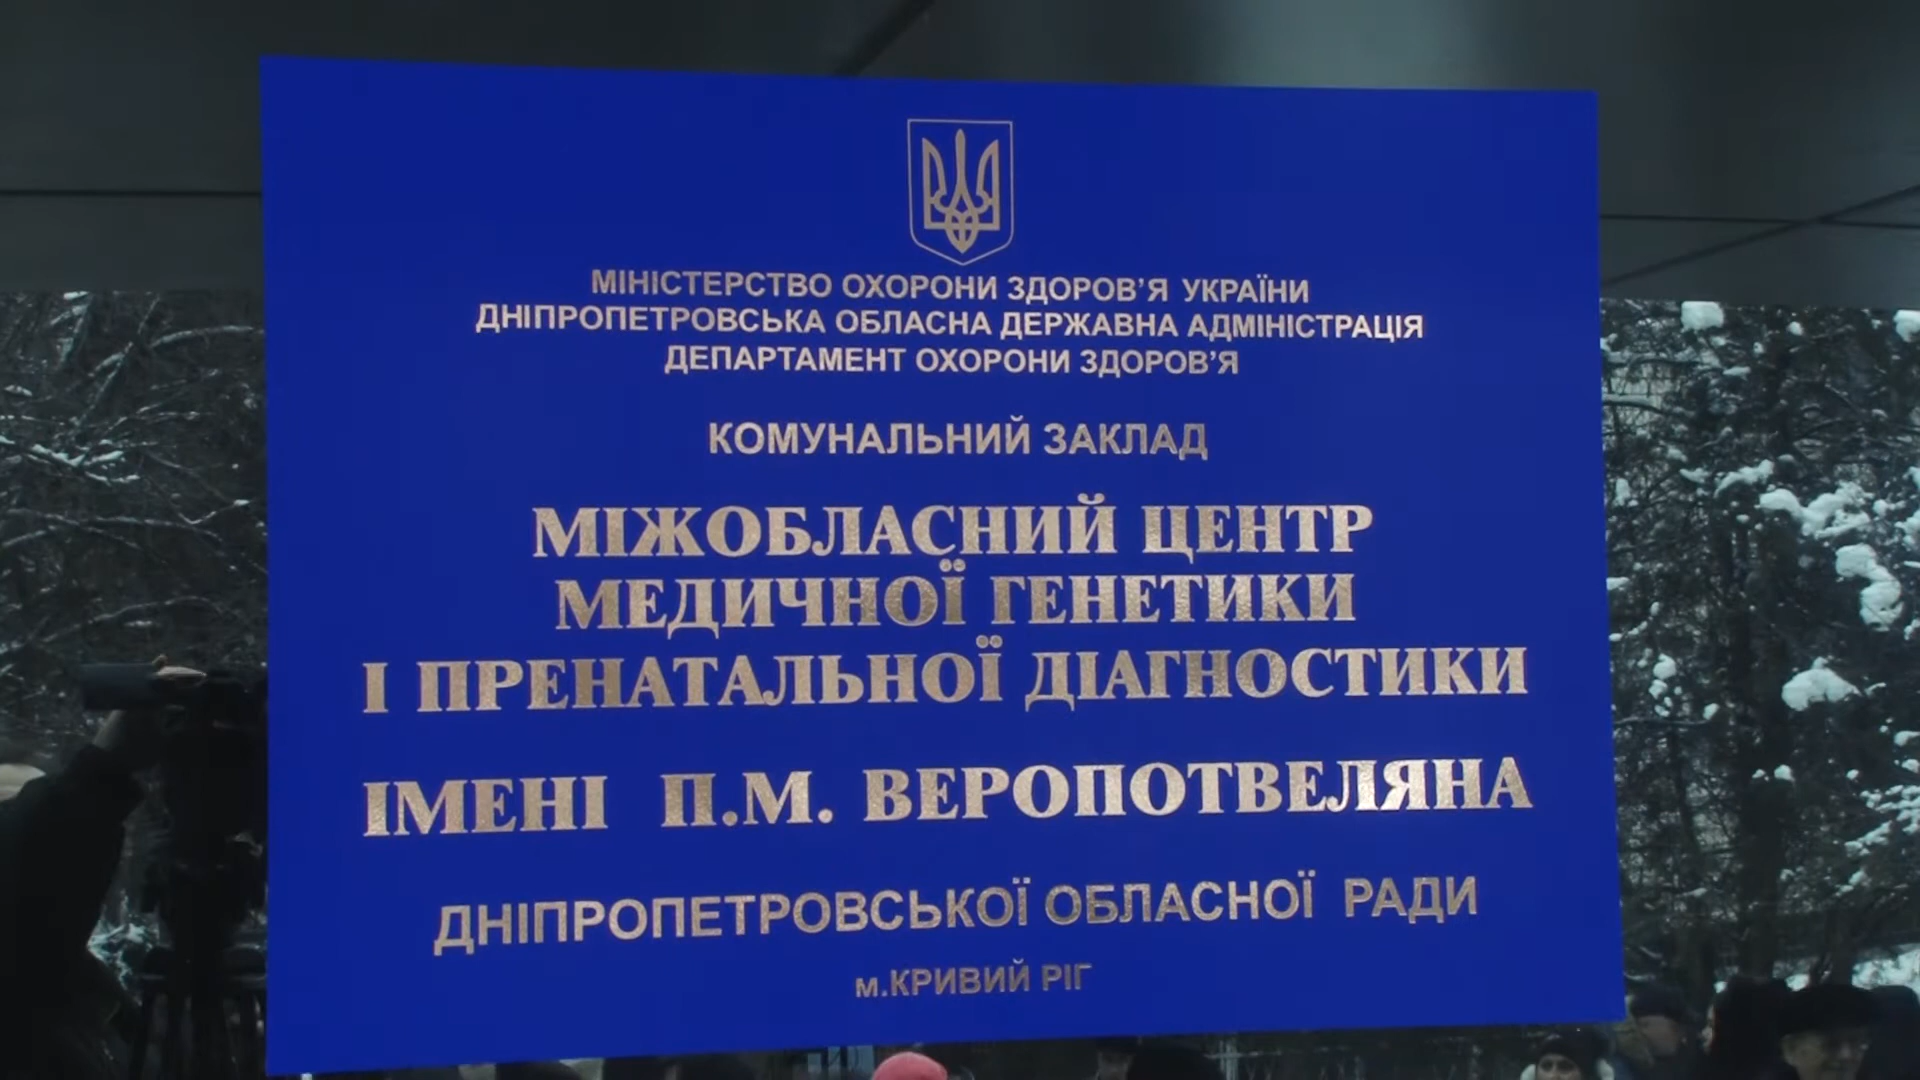 МІНІСТЕРСТВО ОХОРОНИ ЗДОРОВ’Я УКРАЇНИ
ДНІПРОПЕТРОВСЬКА ОБЛАСНА ДЕРЖАВНА АДМІНІСТРАЦІЯ
ДЕПАРТАМЕНТ ОХОРОНИ ЗДОРОВ’Я
КОМУНАЛЬНИЙ ЗАКЛАД
МІЖОБЛАСНИЙ ЦЕНТР
МЕДИЧНОЇ ГЕНЕТИКИ
І ПРЕНАТАЛЬНОЇ ДІАГНОСТИКИ
ІМЕНІ П.М. ВЕРОПОТВЕЛЯНА
ДНІПРОПЕТРОВСЬКОЇ ОБЛАСНОЇ РАДИ
м.КРИВИЙ РІГ